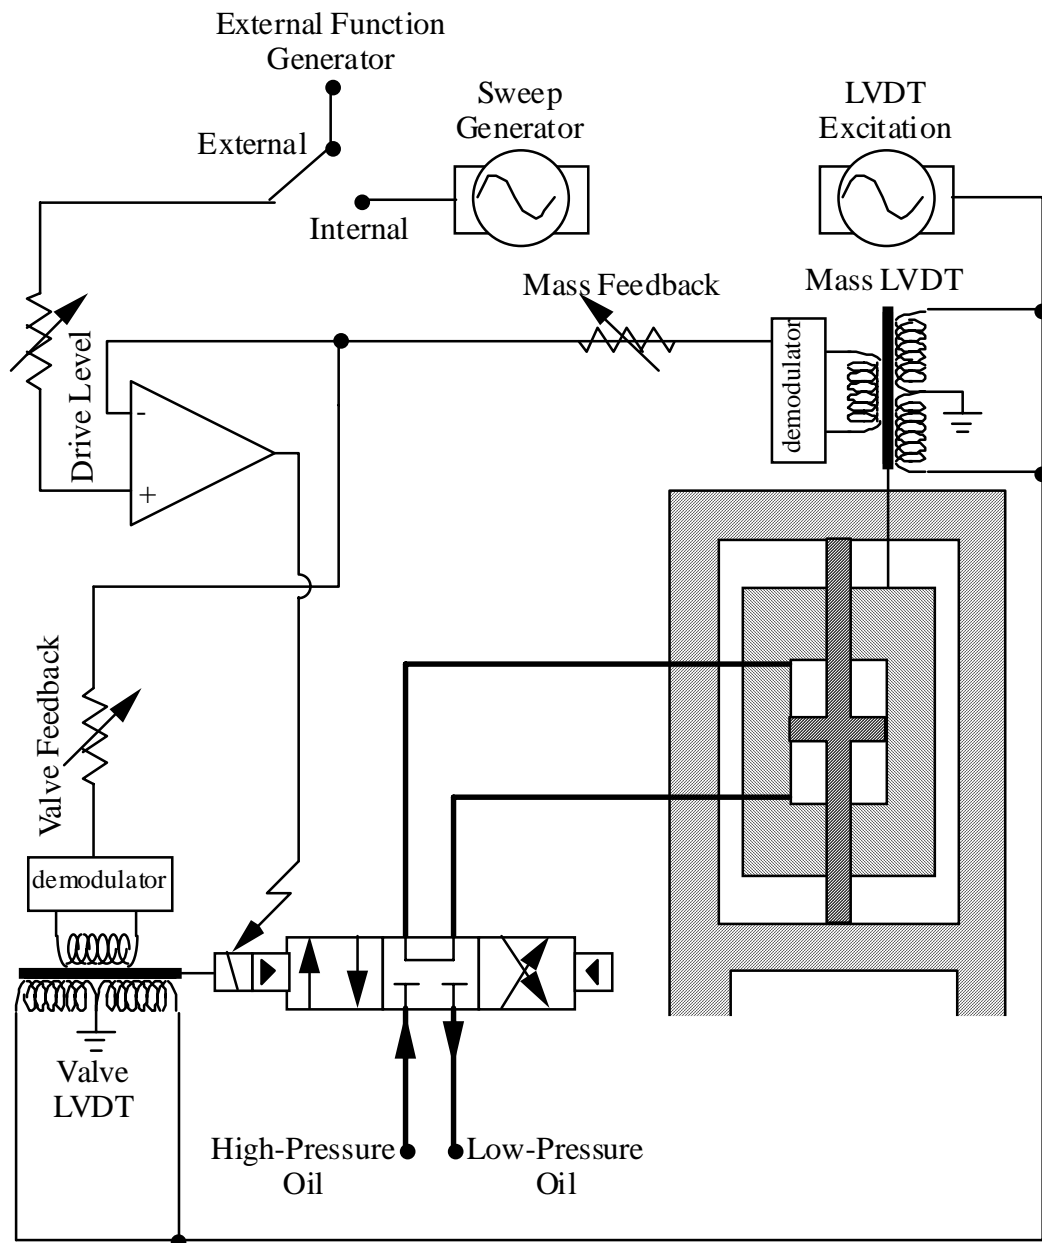 External Function
Generator
Sweep
Generator
LVDT
Excitation
External
Internal
Mass Feedback
Mass LVDT
Drive Level
demodulator
-
+
Valve Feedback
demodulator
Valve
LVDT
High-Pressure
Oil
Low-Pressure
Oil